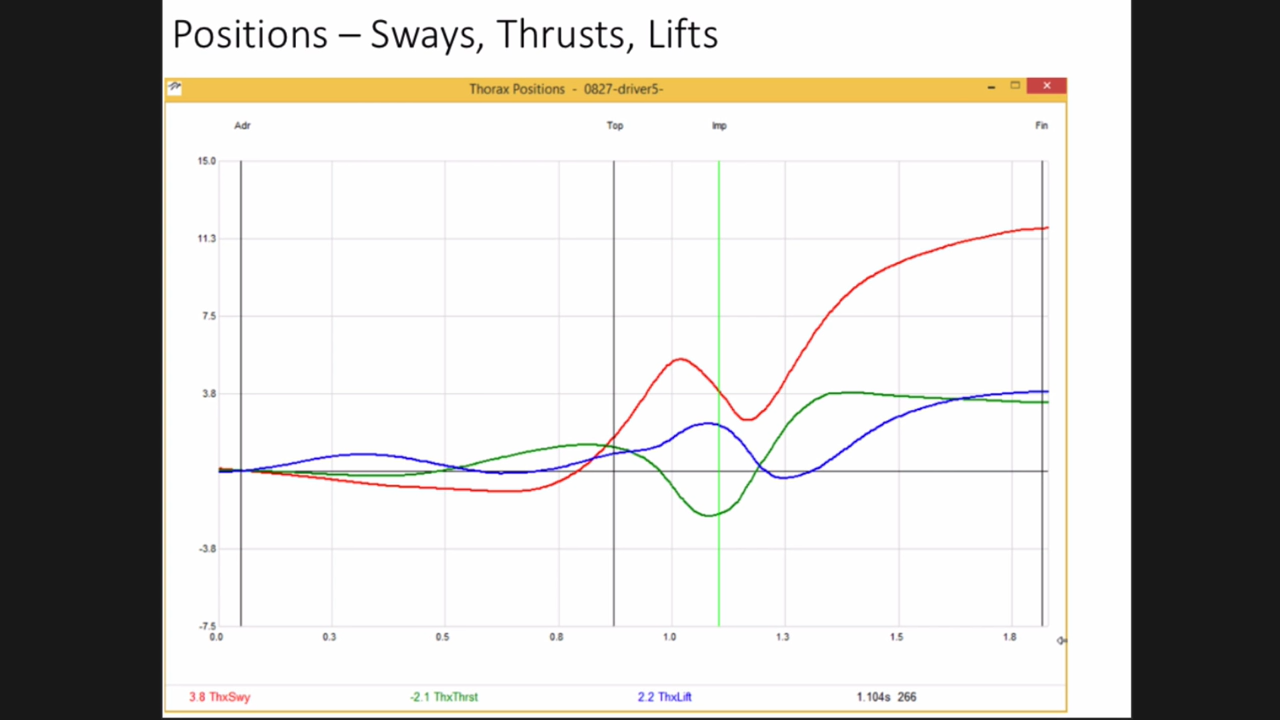 Positions – Sways, Thrusts, Lifts
Thorax Positions - 0827-driver5-
Adr Top Imp Fin
15.0
11.3
7.5
3.8
-3.8
-7.5
0.0 0.3 0.5 0.8 1.0 1.3 1.5 1.8
3.8 ThxSwy -2.1 ThxThrst 2.2 ThxLift 1.104s 266